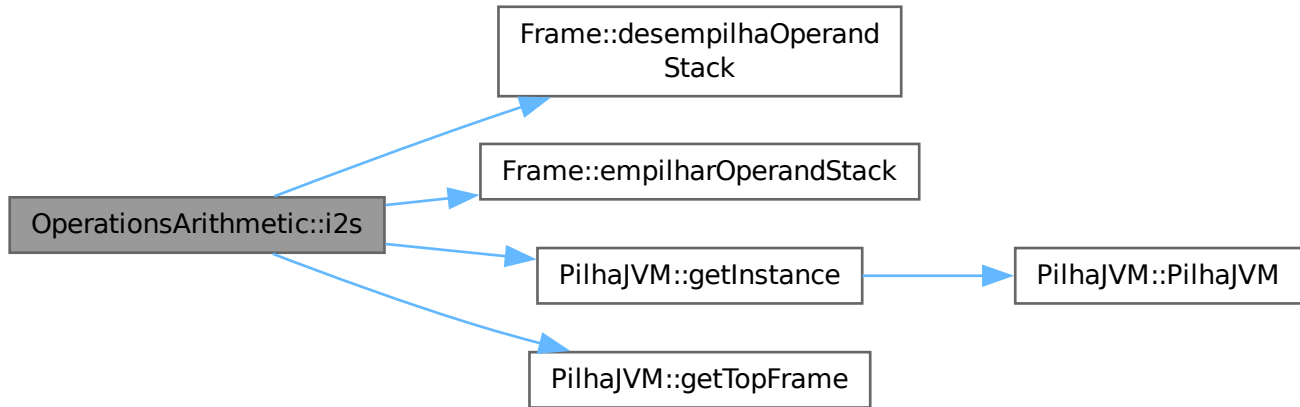 Frame::desempilhaOperand
Stack
Frame::empilharOperandStack
OperationsArithmetic::i2s
PilhaJVM::getInstance
PilhaJVM::PilhaJVM
PilhaJVM::getTopFrame